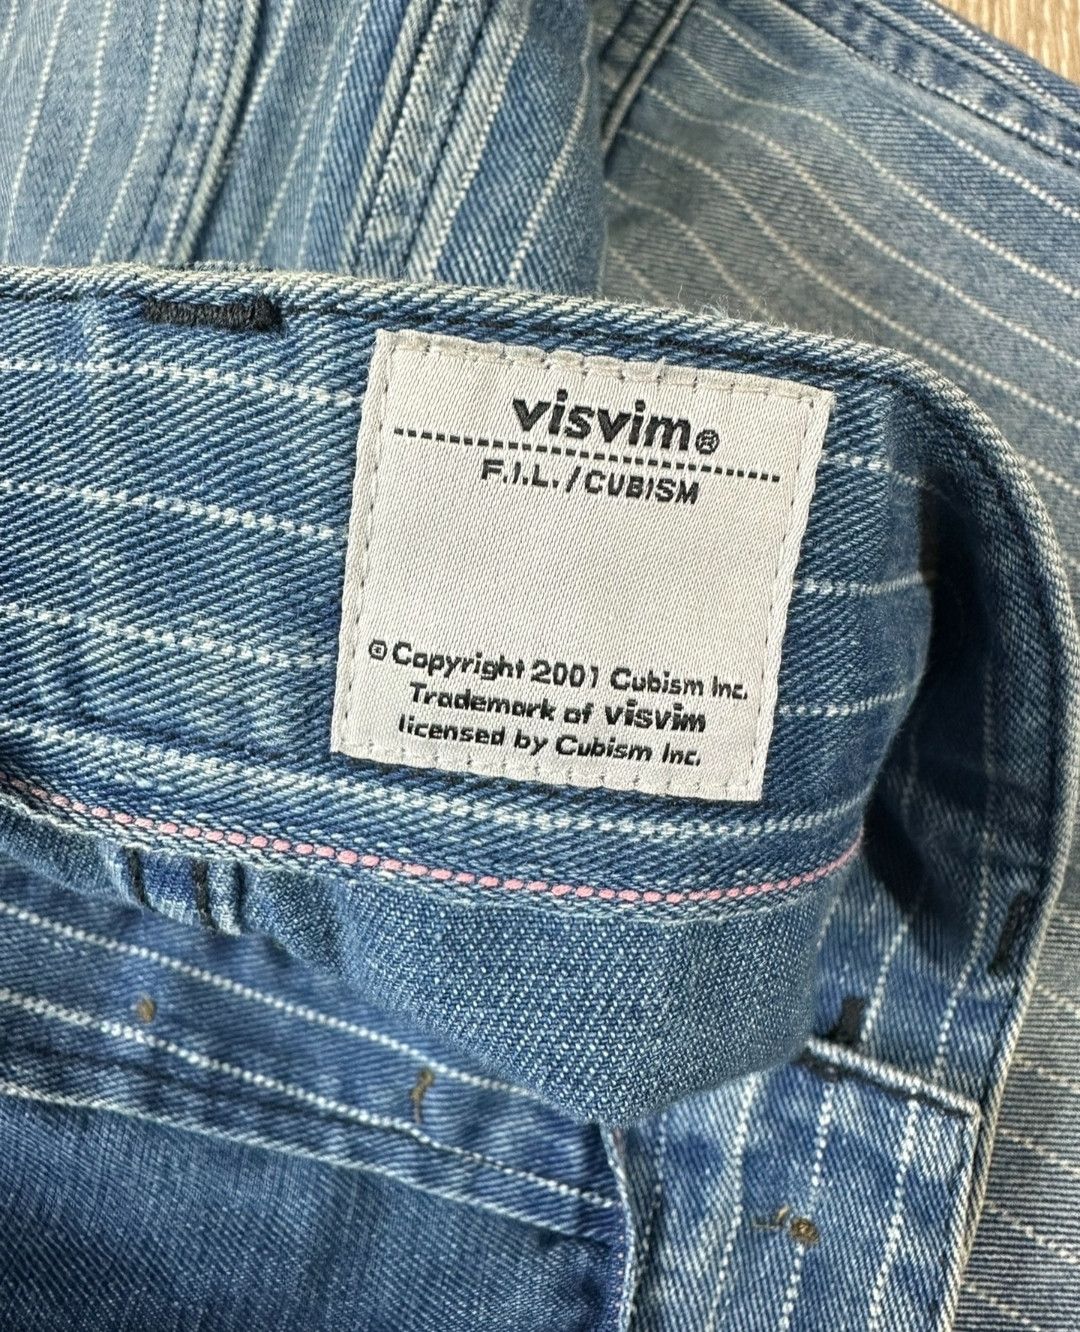 visvim®
F.I.L./CUBISM
© Copyright 2001 Cubism Inc.
Trademark of visvim
licensed by Cubism Inc.